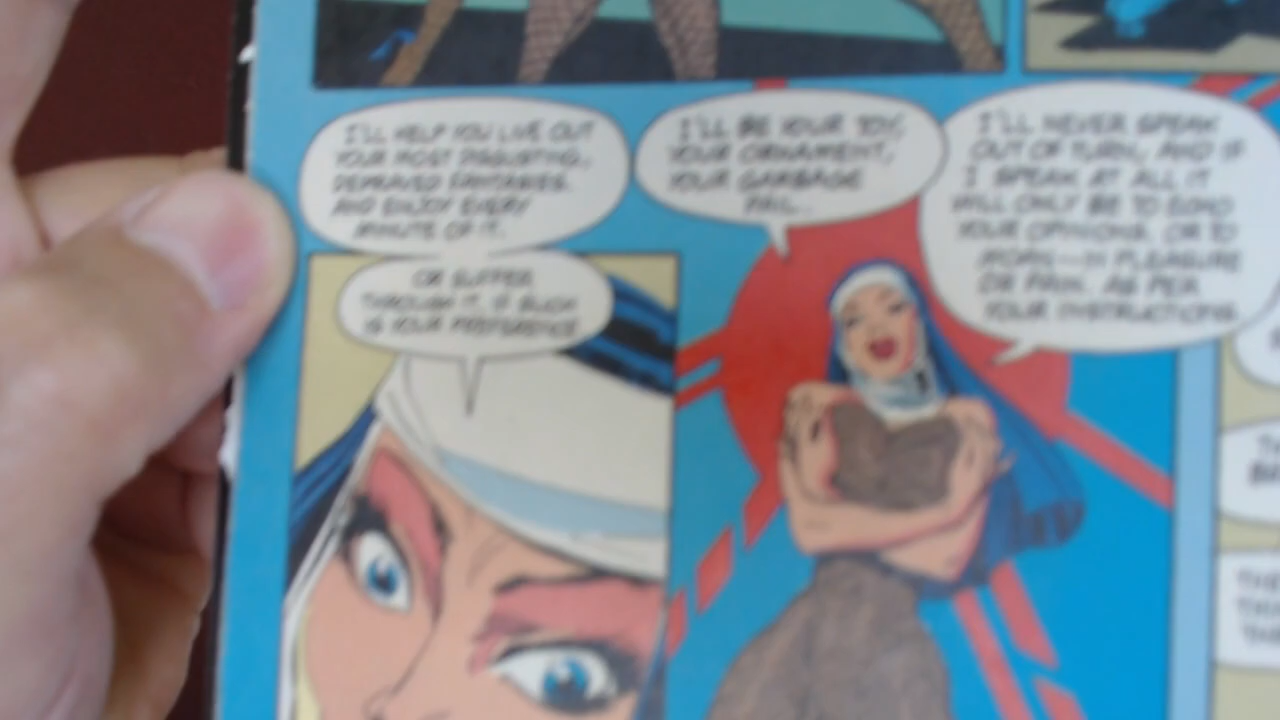 I'LL HELP YOU LIVE OUT
YOUR MOST DISGUSTING,
DEPRAVED FANTASIES.
AND ENJOY EVERY
MINUTE OF IT.
OR SUFFER
THROUGH IT, IF SUCH
IS YOUR PREFERENCE.
I'LL BE YOUR TOY,
YOUR ORNAMENT,
YOUR GARBAGE
PAIL.
I'LL NEVER SPEAK
OUT OF TURN, AND IF
I SPEAK AT ALL IT
WILL ONLY BE TO ECHO
YOUR OPINIONS. OR TO
MOAN--IN PLEASURE
OR PAIN. AS PER
YOUR INSTRUCTIONS.